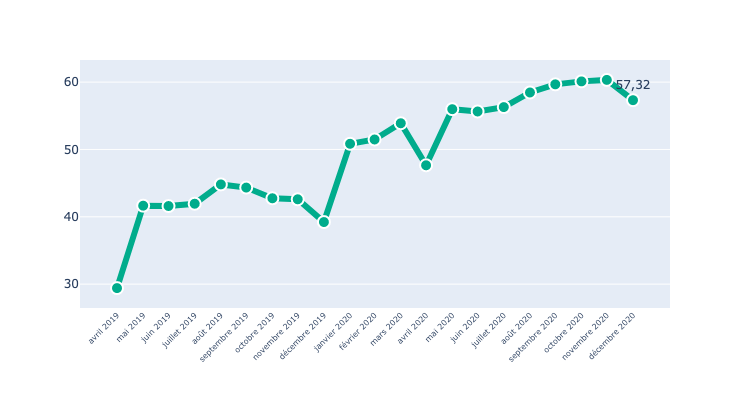 60
50
40
30
57,32
avril 2019
mai 2019
juin 2019
juillet 2019
août 2019
septembre 2019
octobre 2019
novembre 2019
décembre 2019
janvier 2020
février 2020
mars 2020
avril 2020
mai 2020
juin 2020
juillet 2020
août 2020
septembre 2020
octobre 2020
novembre 2020
décembre 2020